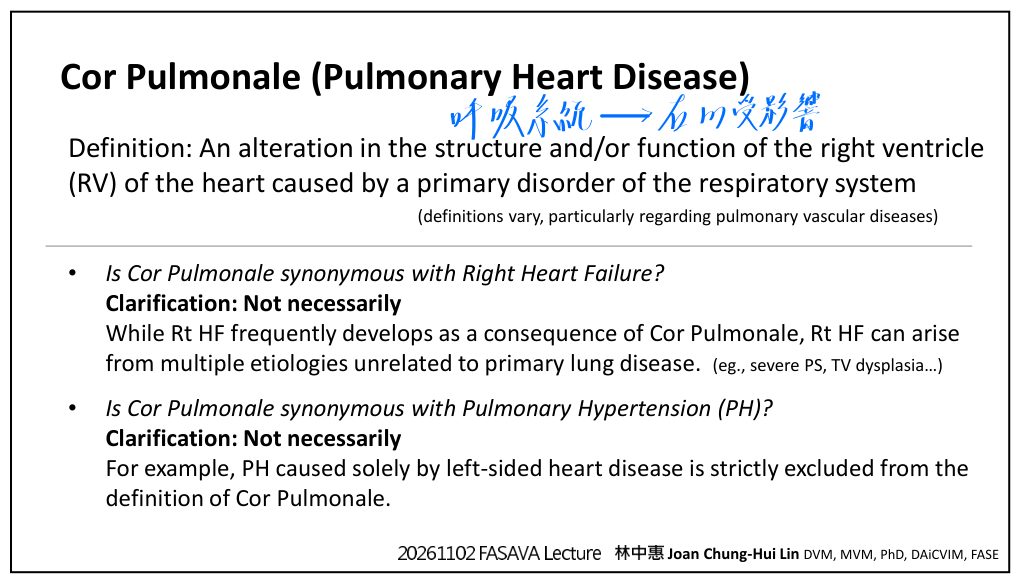 Cor Pulmonale (Pulmonary Heart Disease)
呼吸系統 → 右心受影響
Definition: An alteration in the structure and/or function of the right ventricle
(RV) of the heart caused by a primary disorder of the respiratory system
(definitions vary, particularly regarding pulmonary vascular diseases)
• Is Cor Pulmonale synonymous with Right Heart Failure?
Clarification: Not necessarily
While Rt HF frequently develops as a consequence of Cor Pulmonale, Rt HF can arise
from multiple etiologies unrelated to primary lung disease. (eg., severe PS, TV dysplasia…)
• Is Cor Pulmonale synonymous with Pulmonary Hypertension (PH)?
Clarification: Not necessarily
For example, PH caused solely by left-sided heart disease is strictly excluded from the
definition of Cor Pulmonale.
20261102 FASAVA Lecture 林中惠 Joan Chung-Hui Lin DVM, MVM, PhD, DAiCVIM, FASE